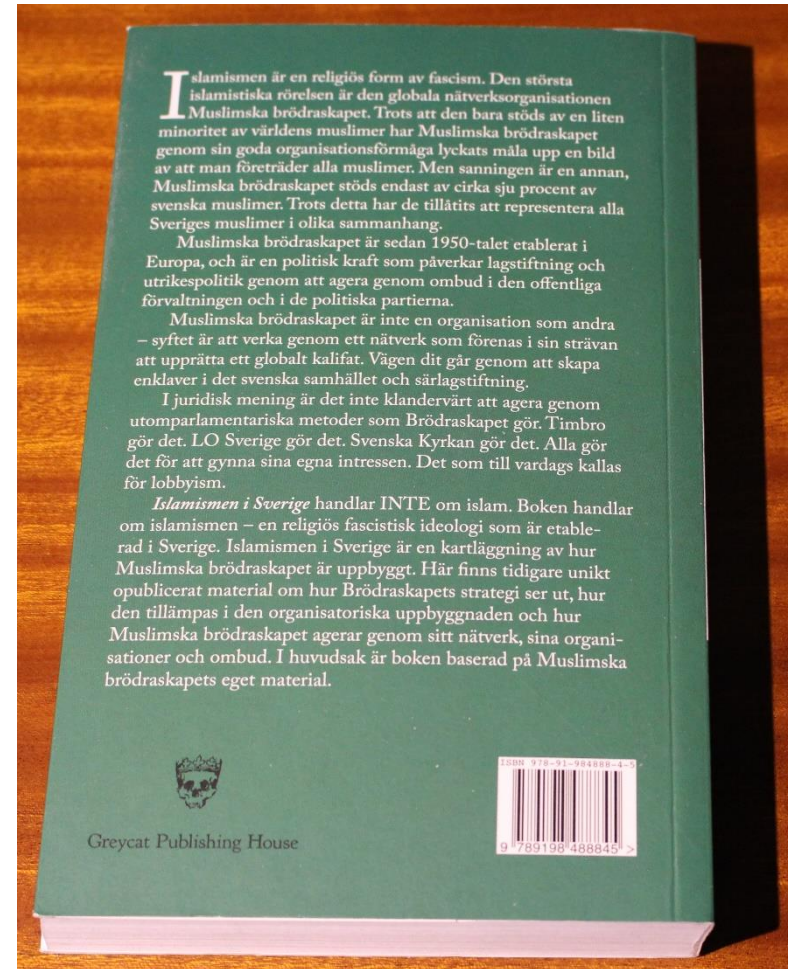 Islamismen är en religiös form av fascism. Den största
islamistiska rörelsen är den globala nätverksorganisationen
Muslimska brödraskapet. Trots att den bara stöds av en liten
minoritet av världens muslimer har Muslimska brödraskapet
genom sin goda organisationsförmåga lyckats måla upp en bild
av att man företräder alla muslimer. Men sanningen är en annan,
Muslimska brödraskapet stöds endast av cirka sju procent av
svenska muslimer. Trots detta har de tillåtits att representera alla
Sveriges muslimer i olika sammanhang.
Muslimska brödraskapet är sedan 1950-talet etablerat i
Europa, och är en politisk kraft som påverkar lagstiftning och
utrikespolitik genom att agera genom ombud i den offentliga
förvaltningen och i de politiska partierna.
Muslimska brödraskapet är inte en organisation som andra
– syftet är att verka genom ett nätverk som förenas i sin strävan
att upprätta ett globalt kalifat. Vägen dit går genom att skapa
enklaver i det svenska samhället och särlagstiftning.
I juridisk mening är det inte klandervärt att agera genom
utomparlamentariska metoder som Brödraskapet gör. Timbro
gör det. LO Sverige gör det. Svenska Kyrkan gör det. Alla gör
det för att gynna sina egna intressen. Det som till vardags kallas
för lobbyism.
Islamismen i Sverige handlar INTE om islam. Boken handlar
om islamismen – en religiös fascistisk ideologi som är etable-
rad i Sverige. Islamismen i Sverige är en kartläggning av hur
Muslimska brödraskapet är uppbyggt. Här finns tidigare unikt
opublicerat material om hur Brödraskapets strategi ser ut, hur
den tillämpas i den organisatoriska uppbyggnaden och hur
Muslimska brödraskapet agerar genom sitt nätverk, sina organi-
sationer och ombud. I huvudsak är boken baserad på Muslimska
brödraskapets eget material.
Greycat Publishing House
ISBN 978-91-984888-4-5
9 789198 488845 >